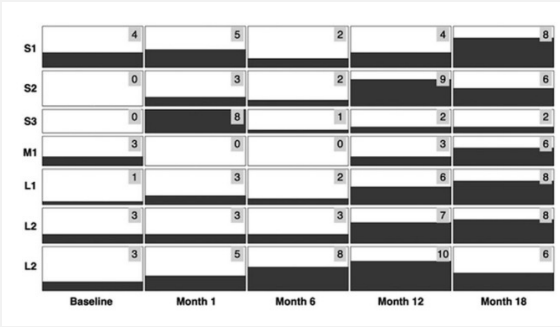 S1 4 5 2 4 8
S2 0 3 2 9 6
S3 0 8 1 2 2
M1 3 0 0 3 6
L1 1 3 2 6 8
L2 3 3 3 7 8
L2 3 5 8 10 6
Baseline Month 1 Month 6 Month 12 Month 18